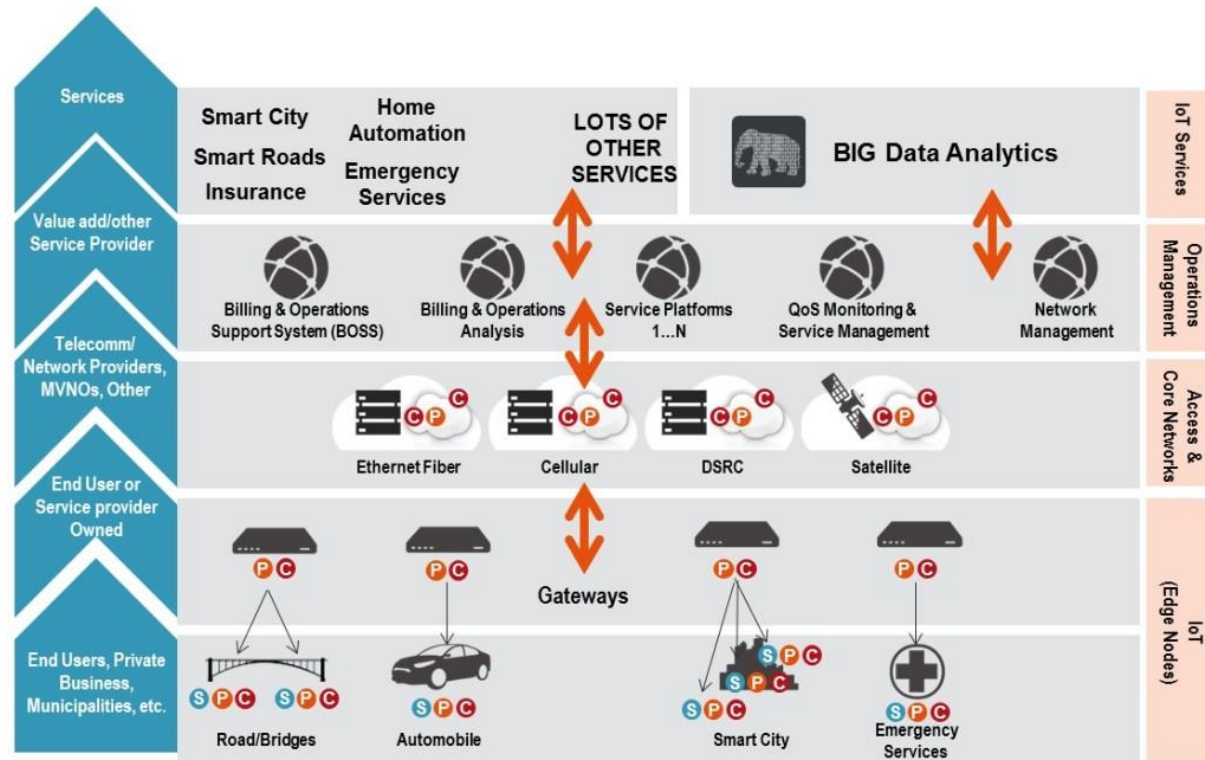 Services
Smart City
Smart Roads
Insurance
Home
Automation
Emergency
Services
LOTS OF
OTHER
SERVICES
BIG Data Analytics
IoT Services
Value add/other
Service Provider
Billing & Operations
Support System (BOSS)
Billing & Operations
Analysis
Service Platforms
1...N
QoS Monitoring &
Service Management
Network
Management
Operations
Management
Telecomm/
Network Providers,
MVNOs, Other
C P C
Ethernet Fiber
C P C
Cellular
C P C
DSRC
C P C
Satellite
Access &
Core Networks
End User or
Service provider
Owned
P C
P C
P C
P C
Gateways
IoT
(Edge Nodes)
End Users, Private
Business,
Municipalities, etc.
S P C
S P C
Road/Bridges
S P C
Automobile
S P C
S P C
S P C
Smart City
S P C
Emergency
Services